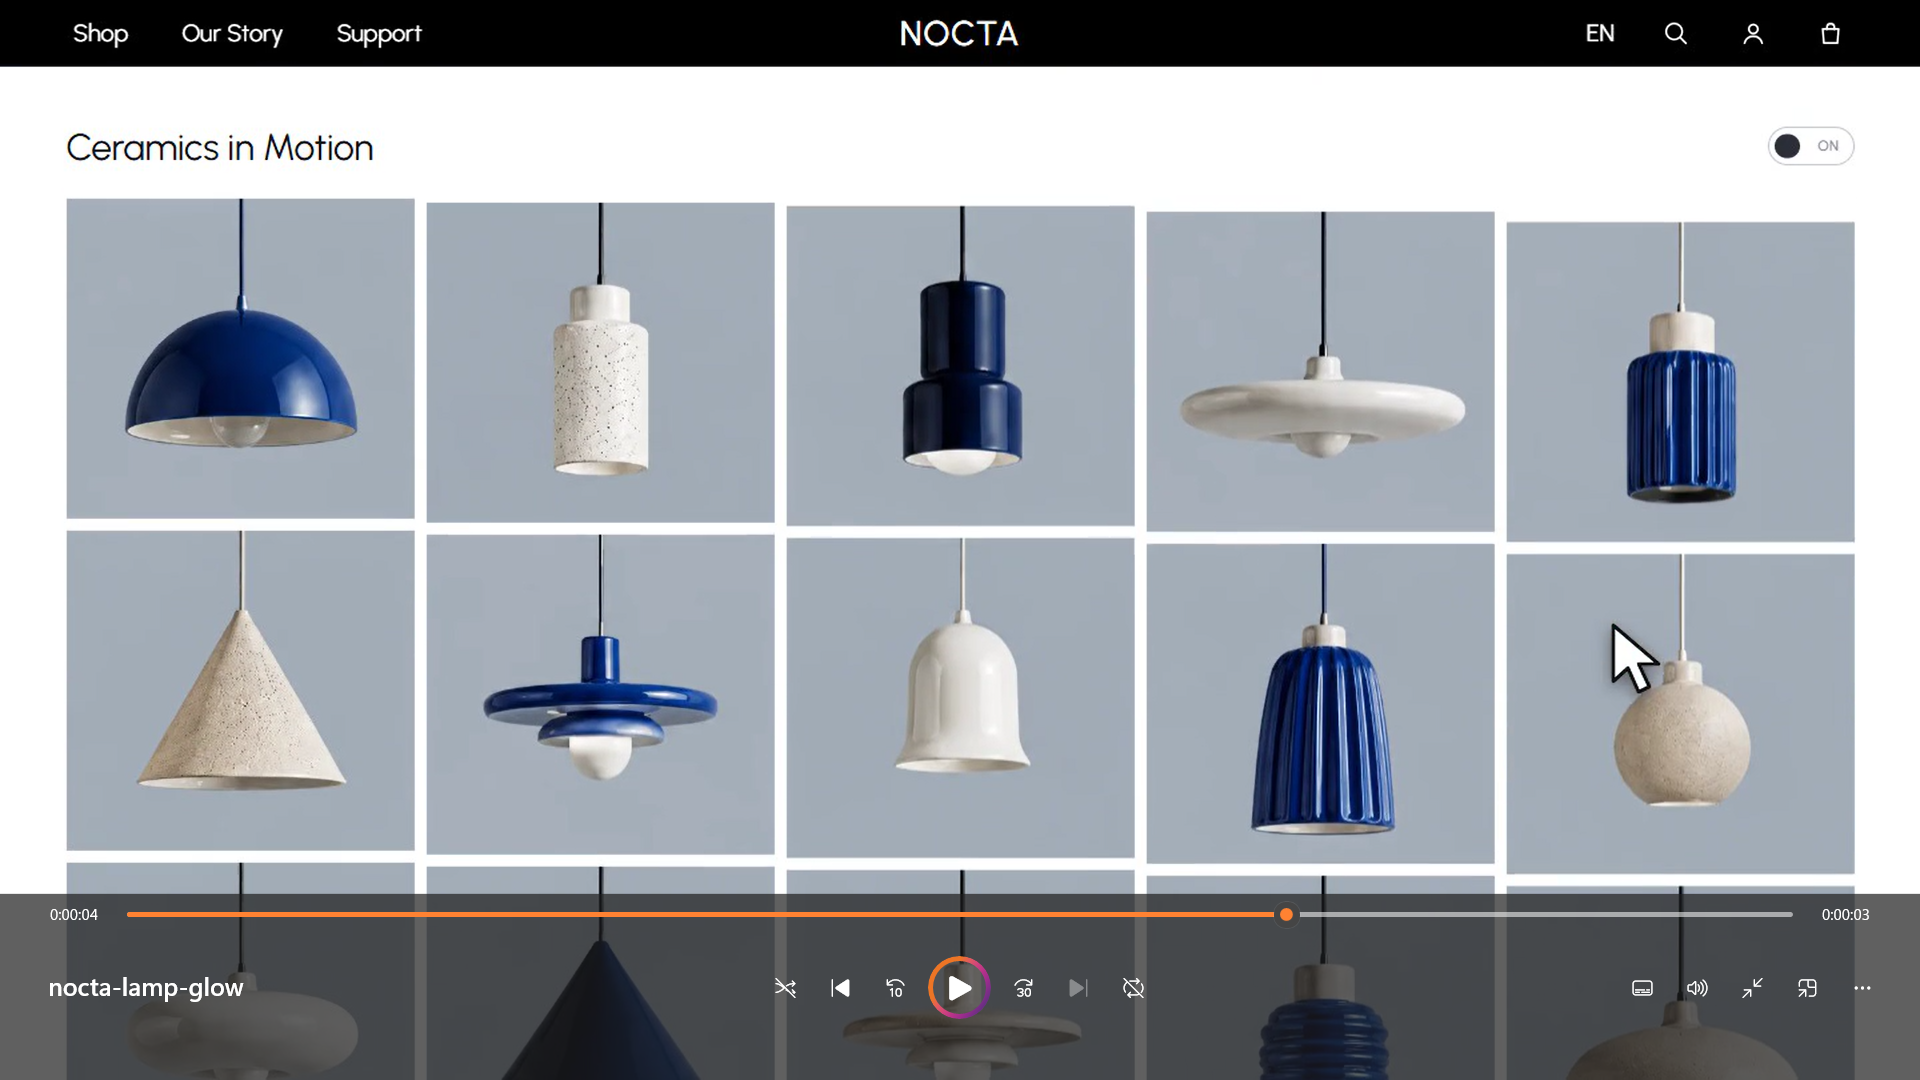 Shop Our Story Support NOCTA EN
Ceramics in Motion ON
0:00:04 0:00:03
nocta-lamp-glow 10 30